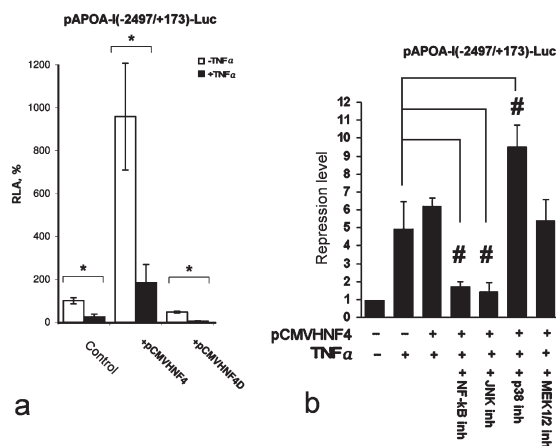 pAPOA-I(-2497/+173)-Luc
*
-TNFα
+TNFα
*
*
1200
1000
800
600
400
200
0
RLA, %
Control
+pCMVHNF4
+pCMVHNF4D
a
pAPOA-I(-2497/+173)-Luc
12
11
10
9
8
7
6
5
4
3
2
1
0
Repression level
# # #
pCMVHNF4 - - + + + + +
TNFα - + + + + + +
+ NF-kB inh
+ JNK inh
+ p38 inh
+ MEK1/2 inh
b